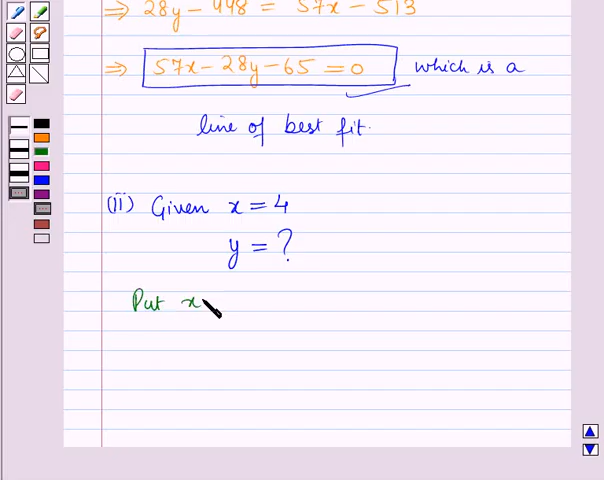 ⇒ 28y - 448 = 57x - 513
⇒ 57x - 28y - 65 = 0 which is a
line of best fit.
(ii) Given x = 4
y = ?
Put x